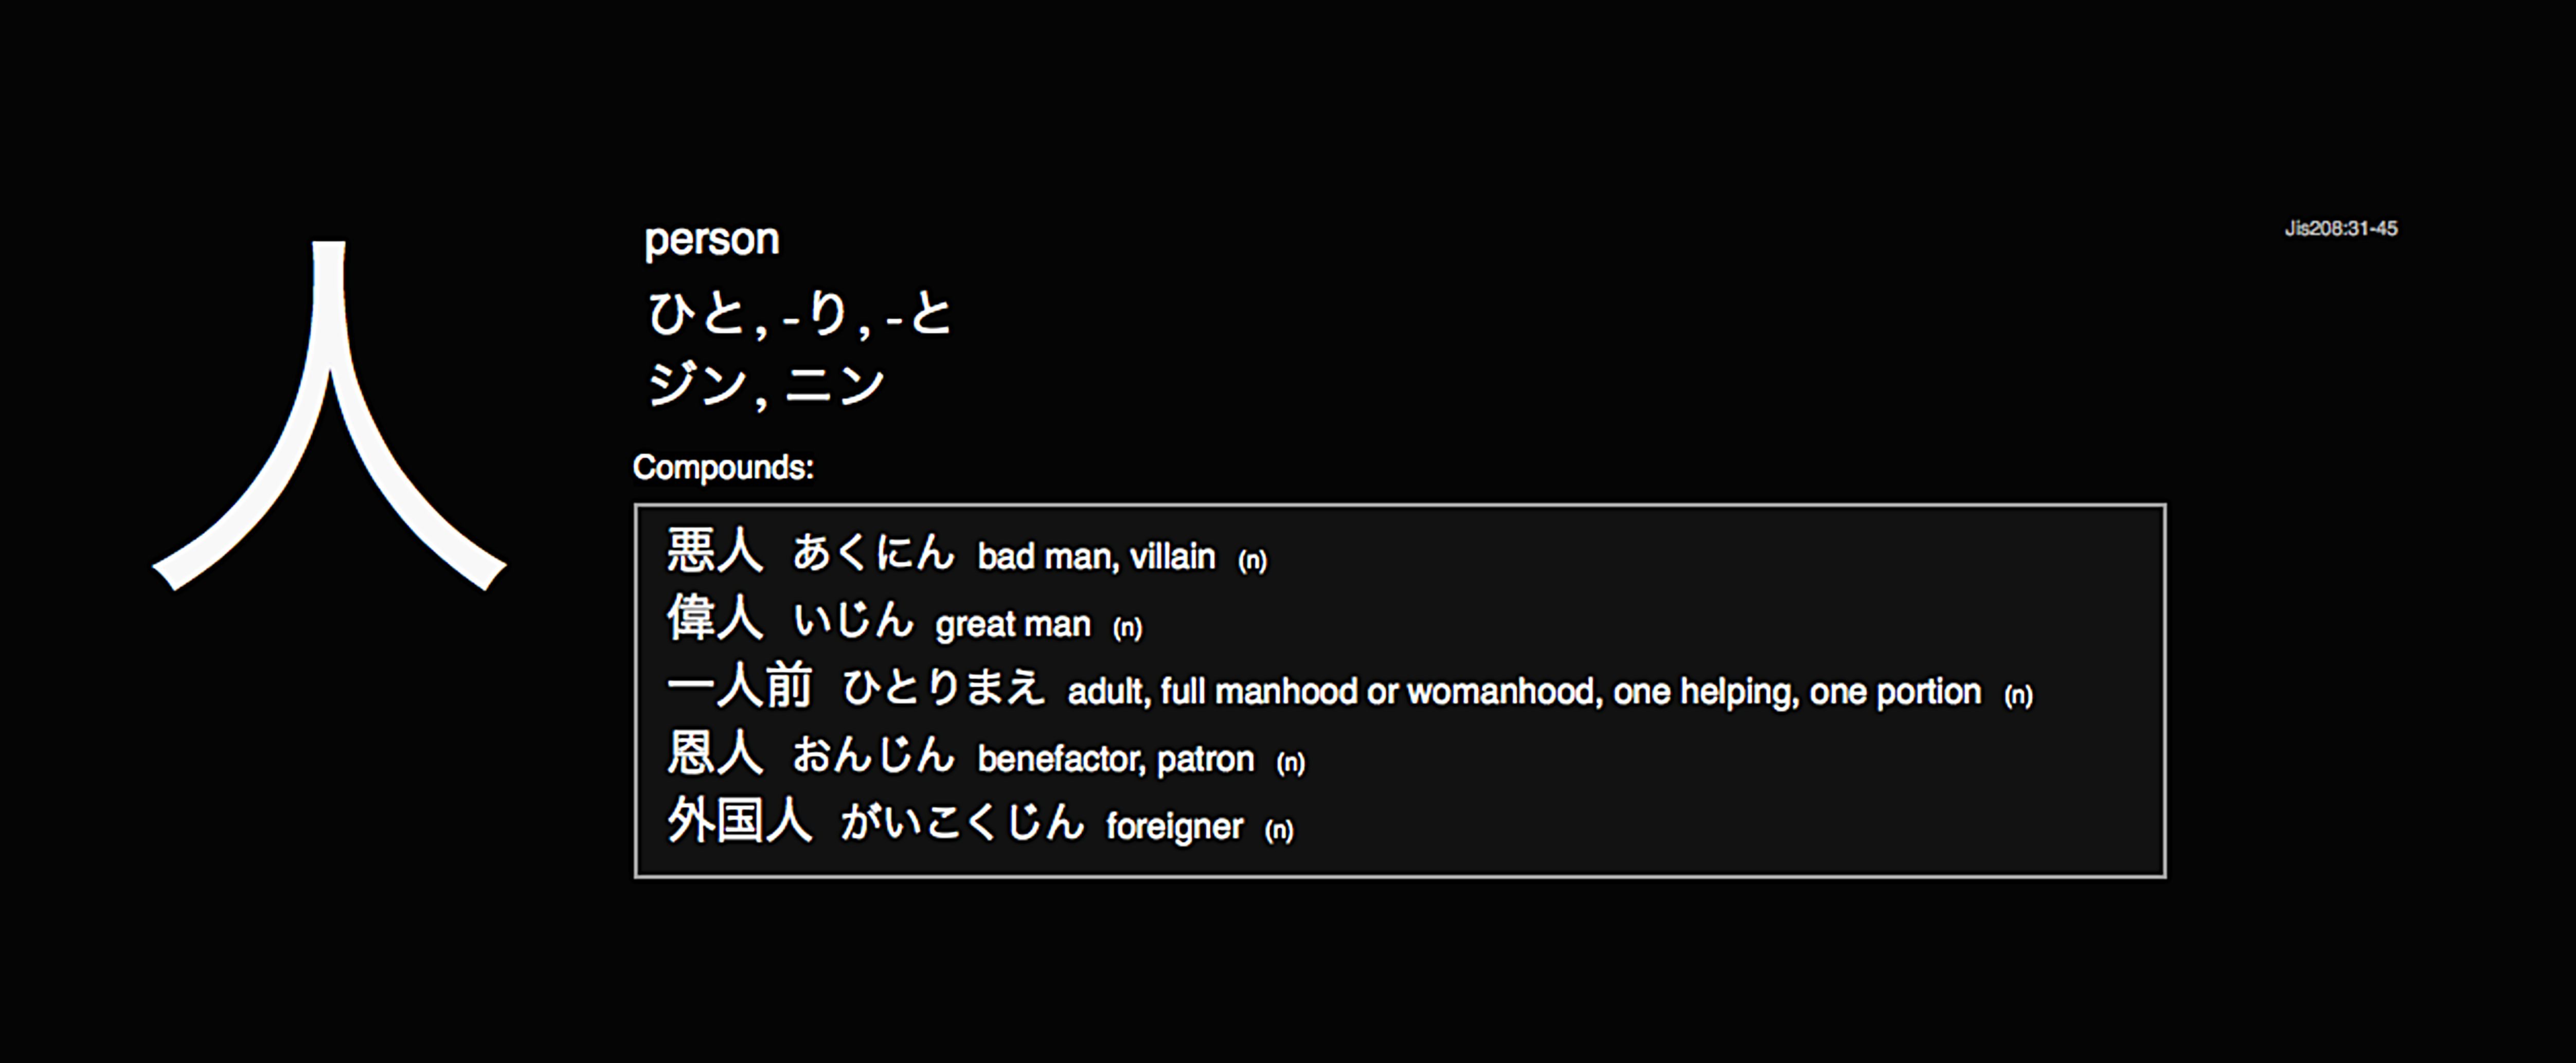 人
person
Jis208:31-45
ひと, -り, -と
ジン, ニン
Compounds:
悪人 あくにん bad man, villain (n)
偉人 いじん great man (n)
一人前 ひとりまえ adult, full manhood or womanhood, one helping, one portion (n)
恩人 おんじん benefactor, patron (n)
外国人 がいこくじん foreigner (n)